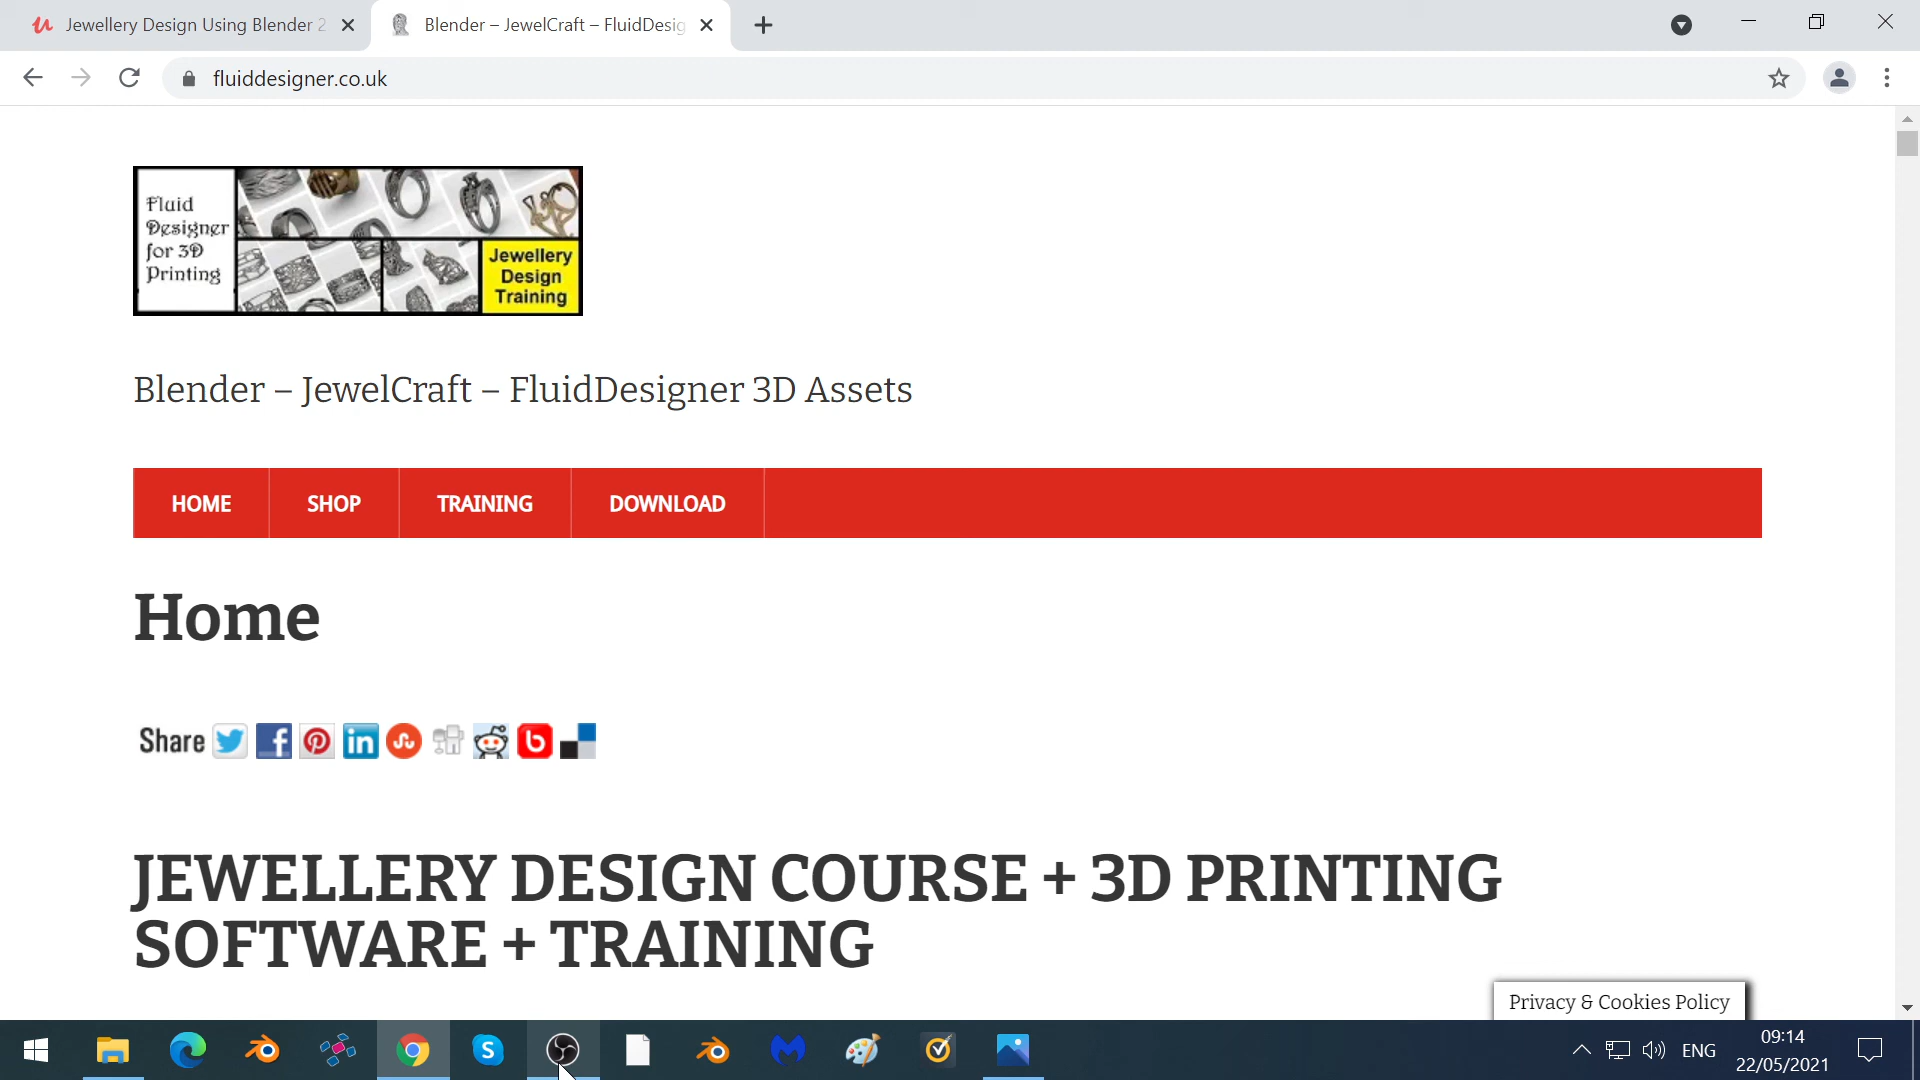 Jewellery Design Using Blender 2
Blender – JewelCraft – FluidDesig
fluiddesigner.co.uk
Fluid
Designer
for 3D
Printing
Jewellery
Design
Training
Blender – JewelCraft – FluidDesigner 3D Assets
HOME SHOP TRAINING DOWNLOAD
Home
Share
JEWELLERY DESIGN COURSE + 3D PRINTING
SOFTWARE + TRAINING
Privacy & Cookies Policy
ENG
09:14
22/05/2021